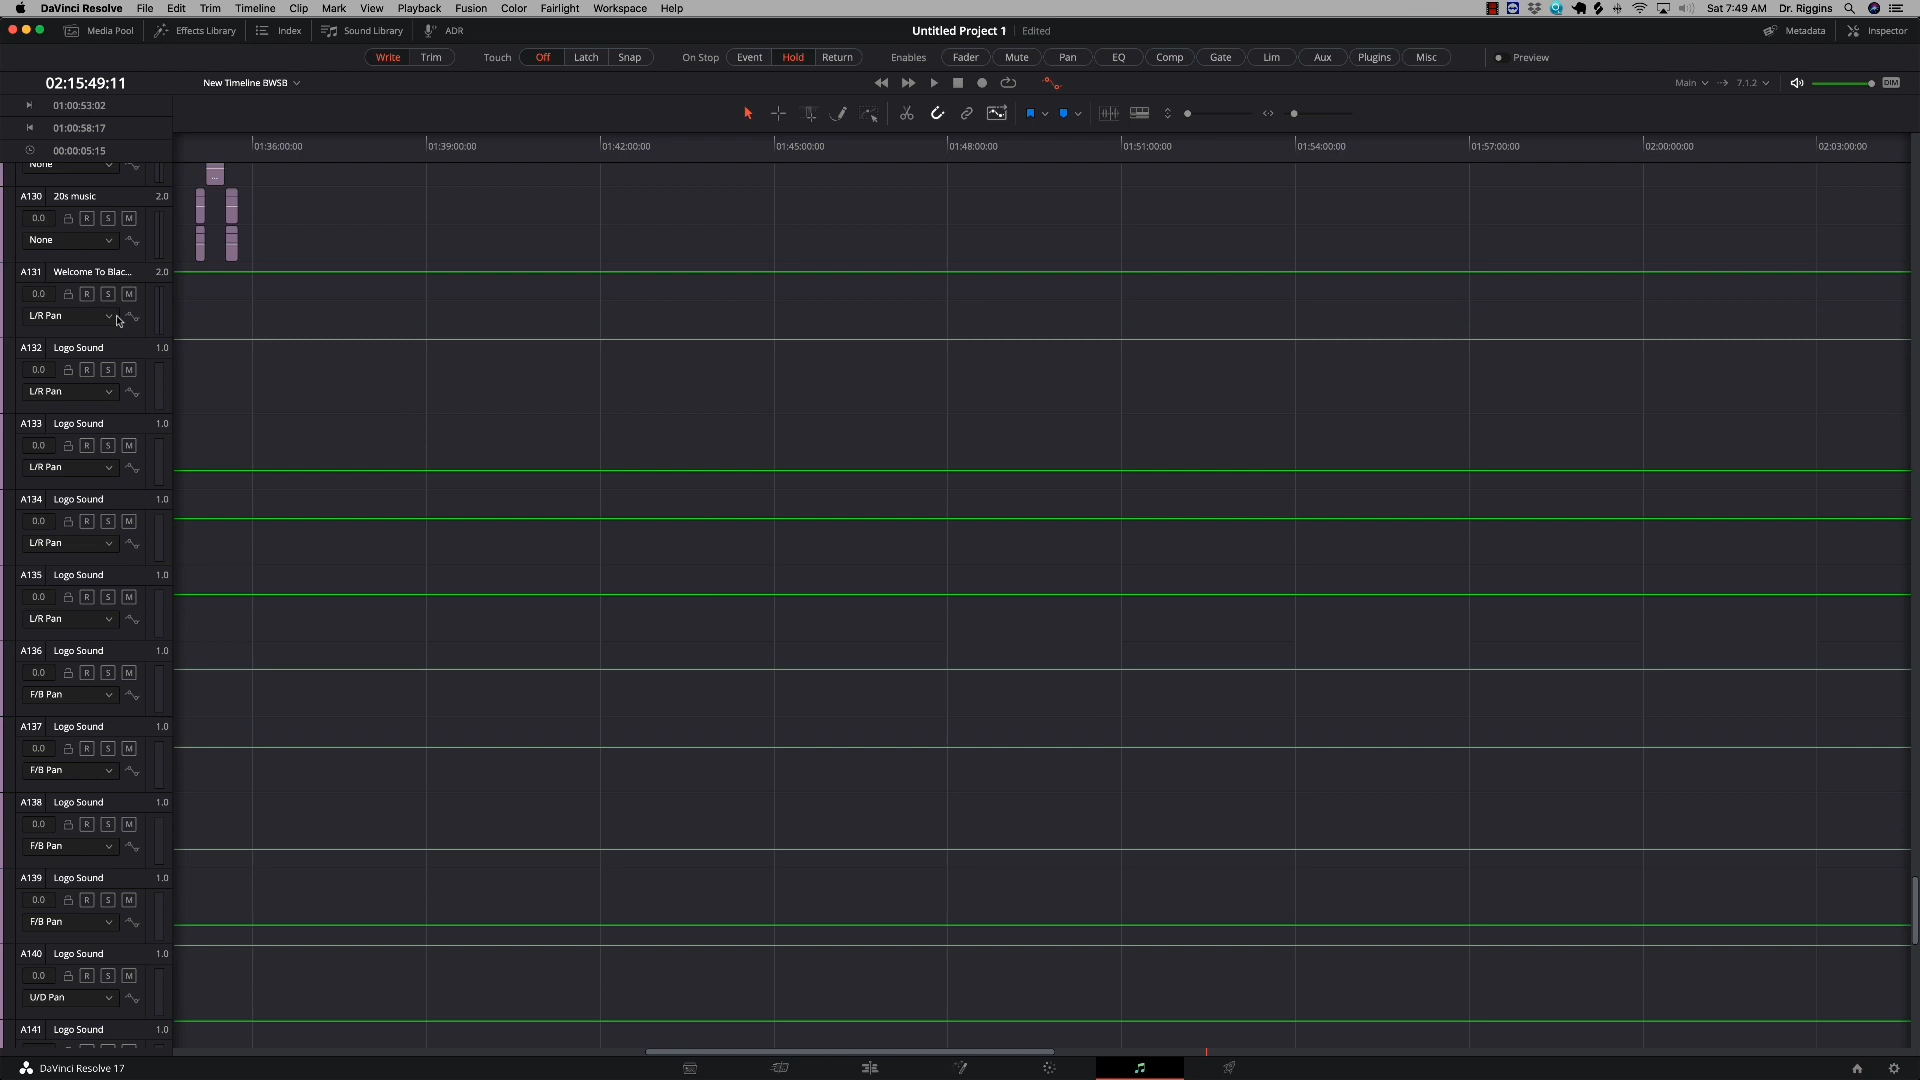 DaVinci Resolve File Edit Trim Timeline Clip Mark View Playback Fusion Color Fairlight Workspace Help Sat 7:49 AM Dr. Riggins
Media Pool Effects Library Index Sound Library ADR Untitled Project 1 Edited Metadata Inspector
Write Trim Touch Off Latch Snap On Stop Event Hold Return Enables Fader Mute Pan EQ Comp Gate Lim Aux Plugins Misc Preview
02:15:49:11 New Timeline BWSB Main 7.1.2 DIM
01:00:53:02
01:00:58:17
01:36:00:00 01:39:00:00 01:42:00:00 01:45:00:00 01:48:00:00 01:51:00:00 01:54:00:00 01:57:00:00 02:00:00:00 02:03:00:00
00:00:05:15
None
...
A130 20s music 2.0
0.0 R S M
None
A131 Welcome To Blac... 2.0
0.0 R S M
L/R Pan
A132 Logo Sound 1.0
0.0 R S M
L/R Pan
A133 Logo Sound 1.0
0.0 R S M
L/R Pan
A134 Logo Sound 1.0
0.0 R S M
L/R Pan
A135 Logo Sound 1.0
0.0 R S M
L/R Pan
A136 Logo Sound 1.0
0.0 R S M
F/B Pan
A137 Logo Sound 1.0
0.0 R S M
F/B Pan
A138 Logo Sound 1.0
0.0 R S M
F/B Pan
A139 Logo Sound 1.0
0.0 R S M
F/B Pan
A140 Logo Sound 1.0
0.0 R S M
U/D Pan
A141 Logo Sound 1.0
DaVinci Resolve 17